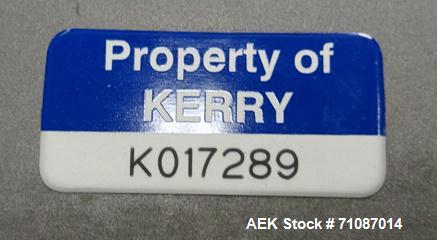 Property of
KERRY
K017289
AEK Stock # 71087014